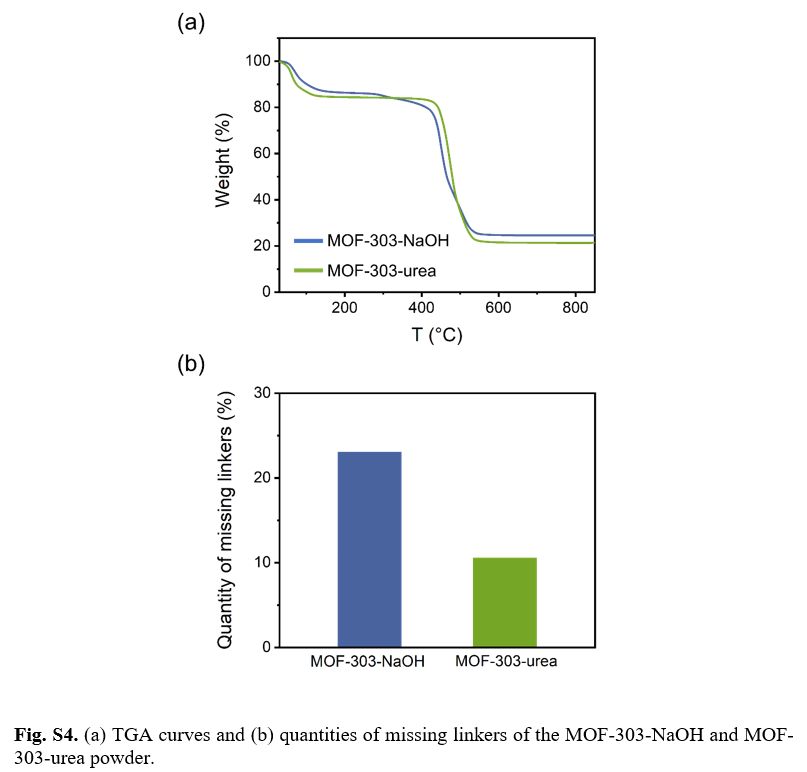 (a)
100
80
60
40
20
0
Weight (%)
MOF-303-NaOH
MOF-303-urea
200
400
600
800
T (°C)
(b)
30
20
10
0
Quantity of missing linkers (%)
MOF-303-NaOH
MOF-303-urea
Fig. S4. (a) TGA curves and (b) quantities of missing linkers of the MOF-303-NaOH and MOF-
303-urea powder.